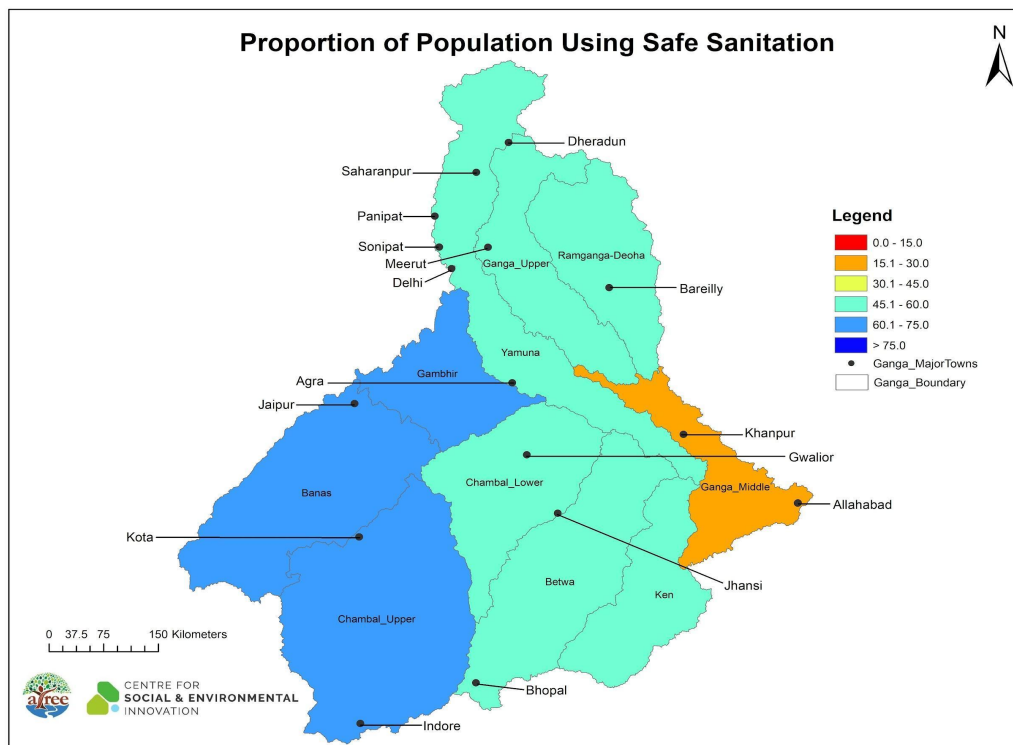 Proportion of Population Using Safe Sanitation
N
Dheradun
Saharanpur
Panipat
Sonipat
Meerut
Delhi
Ganga_Upper
Ramganga-Deoha
Bareilly
Yamuna
Gambhir
Agra
Jaipur
Khanpur
Gwalior
Chambal_Lower
Ganga_Middle
Banas
Allahabad
Kota
Jhansi
Betwa
Ken
Chambal_Upper
Bhopal
Indore
Legend
0.0 - 15.0
15.1 - 30.0
30.1 - 45.0
45.1 - 60.0
60.1 - 75.0
> 75.0
Ganga_MajorTowns
Ganga_Boundary
0 37.5 75 150 Kilometers
aTree
CENTRE FOR
SOCIAL & ENVIRONMENTAL
INNOVATION